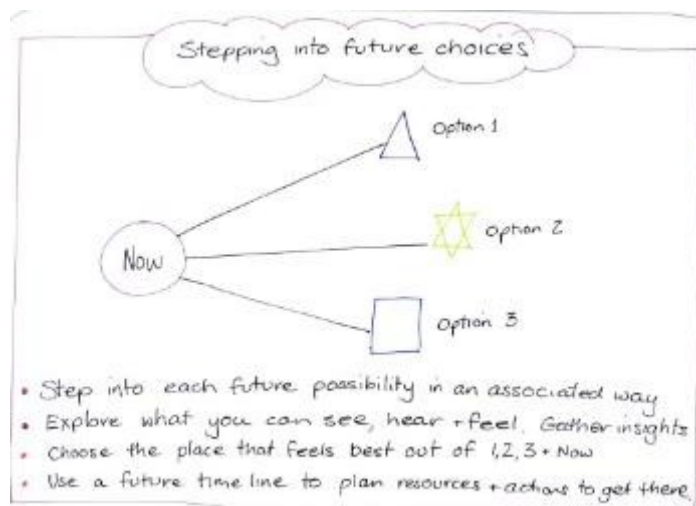 Stepping into future choices
Option 1
Now
Option 2
Option 3
• Step into each future possibility in an associated way
• Explore what you can see, hear + feel. Gather insights
• Choose the place that feels best out of 1,2,3 + Now
• Use a future time line to plan resources + actions to get there